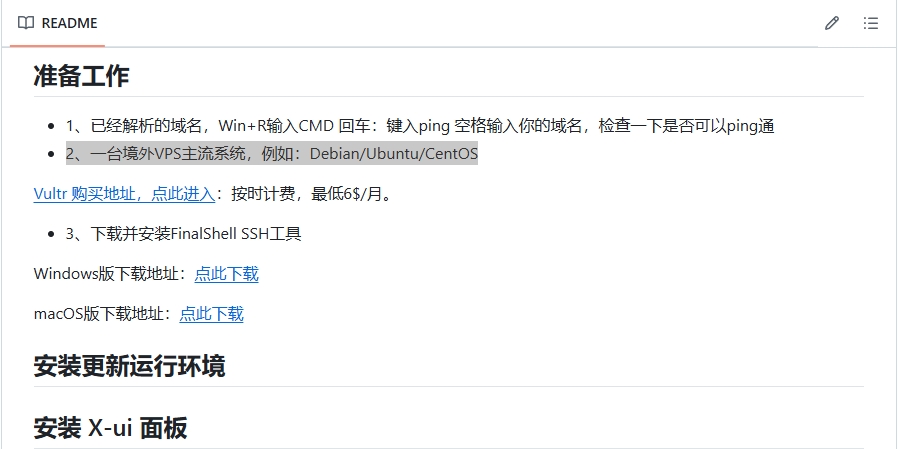 README
准备工作
1、已经解析的域名，Win+R输入CMD 回车：键入ping 空格输入你的域名，检查一下是否可以ping通
2、一台境外VPS主流系统，例如：Debian/Ubuntu/CentOS
Vultr 购买地址，点此进入：按时计费，最低6$/月。
3、下载并安装FinalShell SSH工具
Windows版下载地址：点此下载
macOS版下载地址：点此下载
安装更新运行环境
安装 X-ui 面板